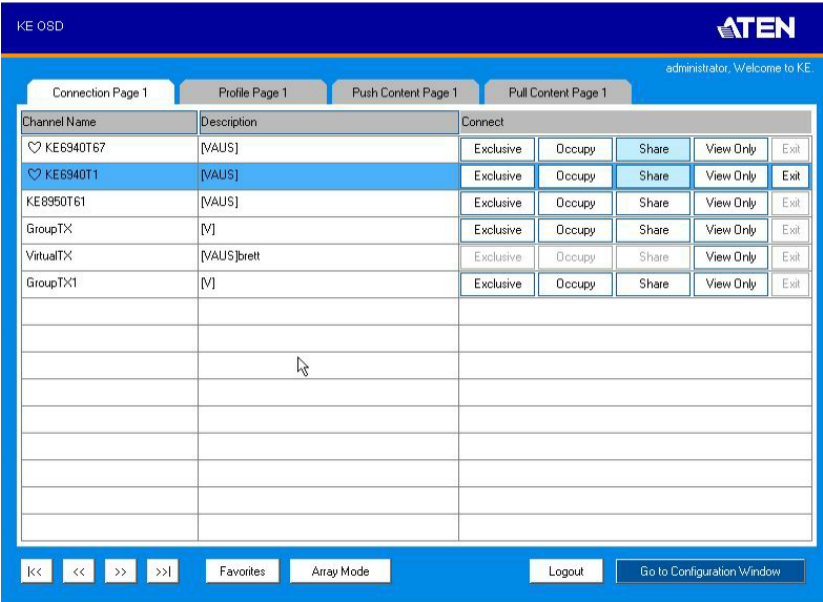 KE OSD
ATEN
administrator, Welcome to KE.
Connection Page 1 Profile Page 1 Push Content Page 1 Pull Content Page 1
Channel Name Description Connect
KE6940T67 [VAUS] Exclusive Occupy Share View Only Exit
KE6940T1 [VAUS] Exclusive Occupy Share View Only Exit
KE8950T61 [VAUS] Exclusive Occupy Share View Only Exit
GroupTX [V] Exclusive Occupy Share View Only Exit
VirtualTX [VAUS]brett Exclusive Occupy Share View Only Exit
GroupTX1 [V] Exclusive Occupy Share View Only Exit
|<< << >> >>| Favorites Array Mode Logout Go to Configuration Window